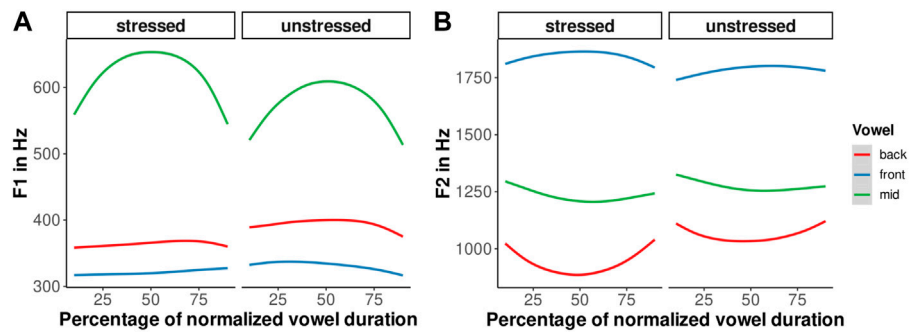 A
stressed
unstressed
F1 in Hz
600
500
400
300
25
50
75
25
50
75
Percentage of normalized vowel duration
B
stressed
unstressed
F2 in Hz
1750
1500
1250
1000
25
50
75
25
50
75
Percentage of normalized vowel duration
Vowel
back
front
mid